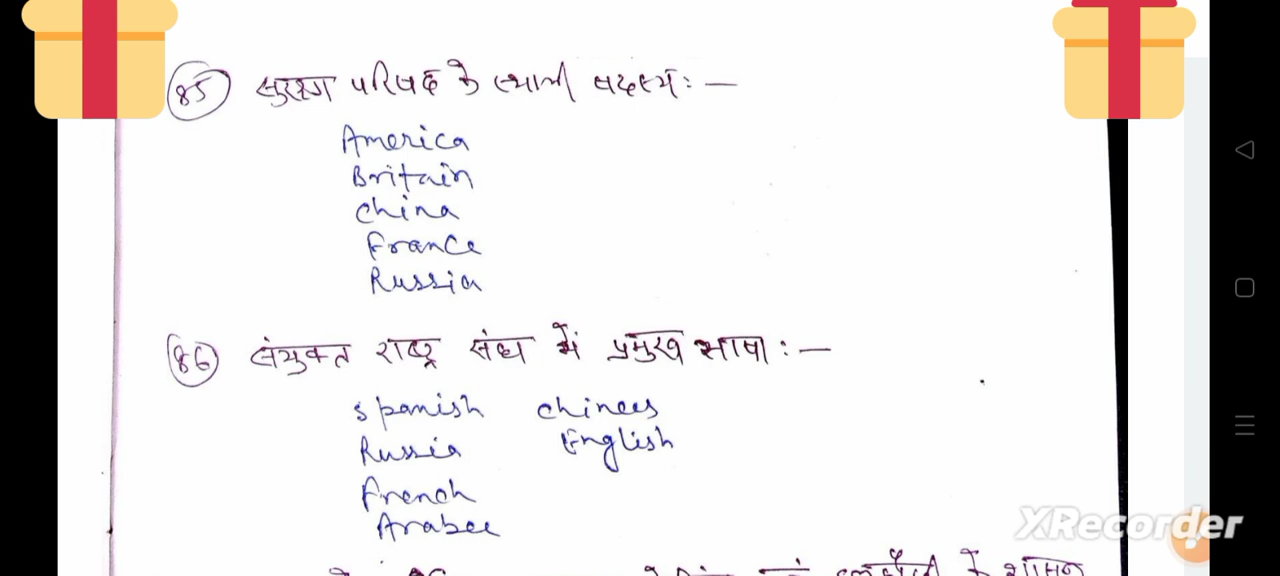 85 सुरक्षा परिषद के स्थायी सदस्य : —
America
Britain
China
France
Russia
86 संयुक्त राष्ट्र संघ में प्रमुख भाषा : —
Spanish chinees
Russia English
French
Arabee
के शासन
XRecorder